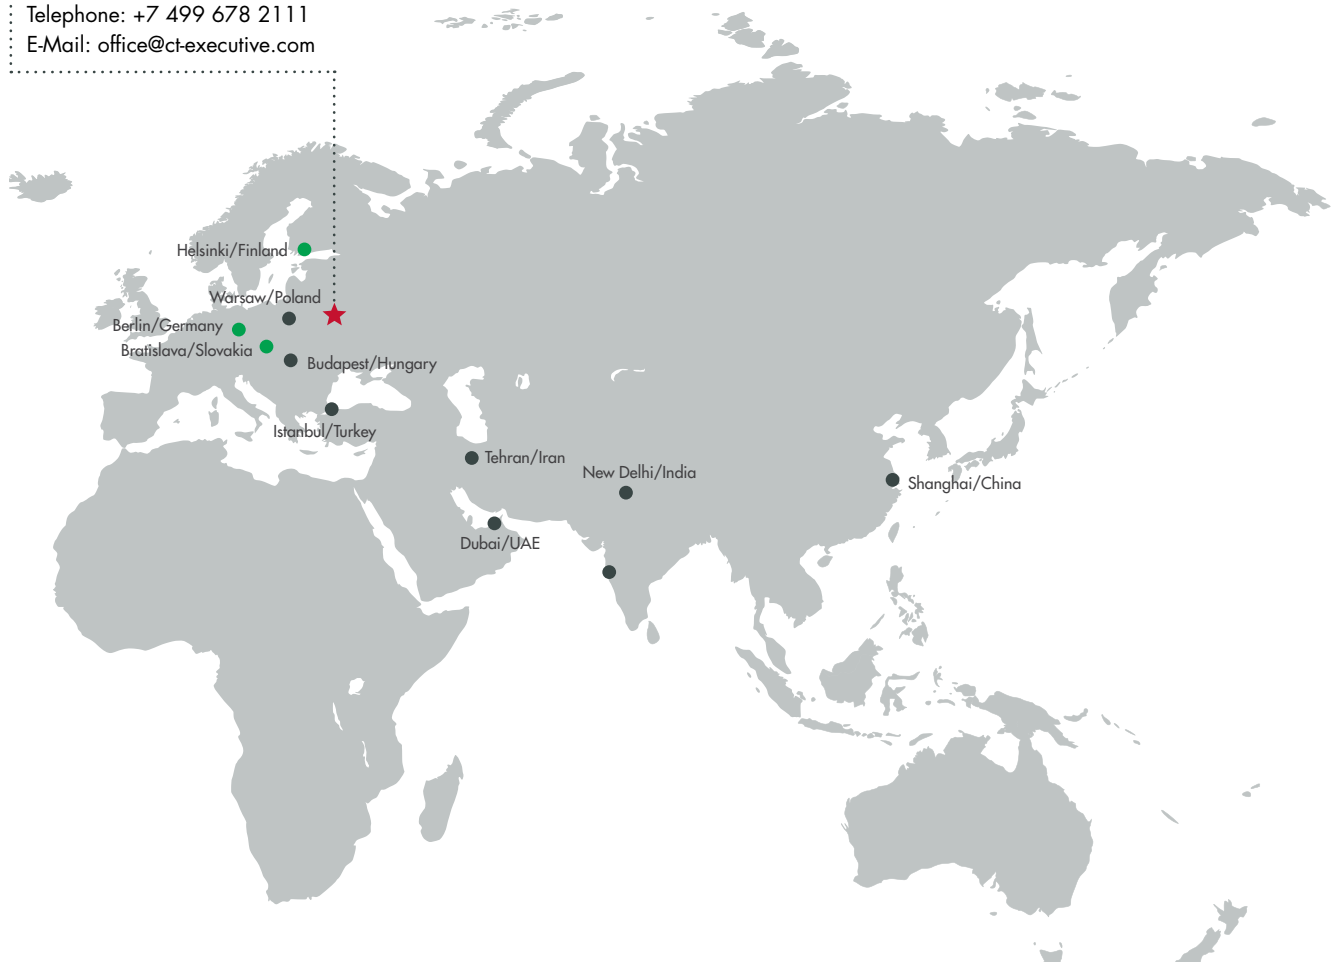 Telephone: +7 499 678 2111
E-Mail: office@ct-executive.com
Helsinki/Finland
Warsaw/Poland
Berlin/Germany
Bratislava/Slovakia
Budapest/Hungary
Istanbul/Turkey
Tehran/Iran
New Delhi/India
Shanghai/China
Dubai/UAE